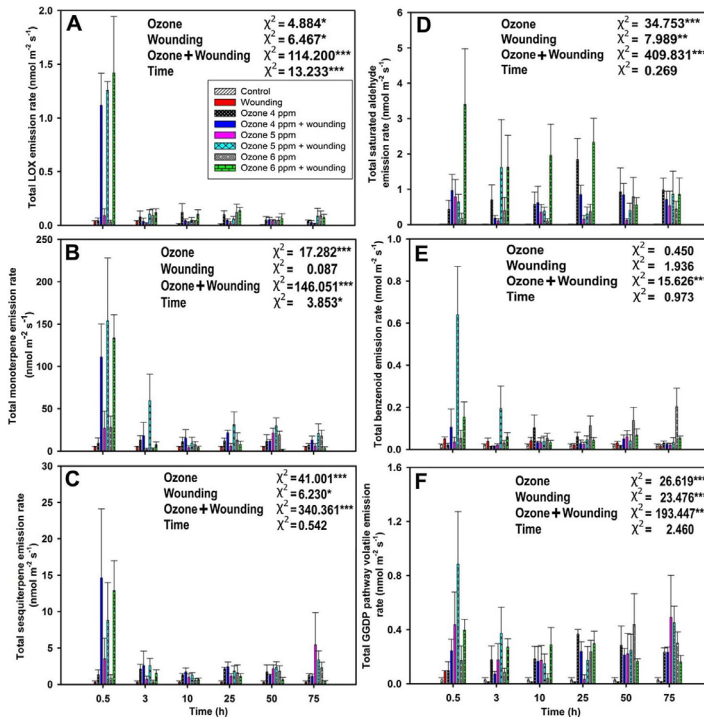 A
Ozone χ2 = 4.884*
Wounding χ2 = 6.467*
Ozone+Wounding χ2 = 114.200***
Time χ2 = 13.233***
Control
Wounding
Ozone 4 ppm
Ozone 4 ppm + wounding
Ozone 5 ppm
Ozone 5 ppm + wounding
Ozone 6 ppm
Ozone 6 ppm + wounding
Total LOX emission rate (nmol m-2 s-1)
2.0
1.5
1.0
0.5
0.0
B
Ozone χ2 = 17.282***
Wounding χ2 = 0.087
Ozone+Wounding χ2 = 146.051***
Time χ2 = 3.853*
Total monoterpene emission rate
(nmol m-2 s-1)
250
200
150
100
50
0
C
Ozone χ2 = 41.001***
Wounding χ2 = 6.230*
Ozone+Wounding χ2 = 340.361***
Time χ2 = 0.542
Total sesquiterpene emission rate
(nmol m-2 s-1)
30
25
20
15
10
5
0
0.5 3 10 25 50 75
Time (h)
D
Ozone χ2 = 34.753***
Wounding χ2 = 7.989**
Ozone+Wounding χ2 = 409.831***
Time χ2 = 0.269
Total saturated aldehyde
emission rate (nmol m-2 s-1)
6
5
4
3
2
1
0
E
Ozone χ2 = 0.450
Wounding χ2 = 1.936
Ozone+Wounding χ2 = 15.626***
Time χ2 = 0.973
Total benzenoid emission rate (nmol m-2 s-1)
1.0
0.8
0.6
0.4
0.2
0.0
F
Ozone χ2 = 26.619***
Wounding χ2 = 23.476***
Ozone+Wounding χ2 = 193.447***
Time χ2 = 2.460
Total GGDP pathway volatile emission
rate (nmol m-2 s-1)
1.6
1.2
0.8
0.4
0.0
0.5 3 10 25 50 75
Time (h)